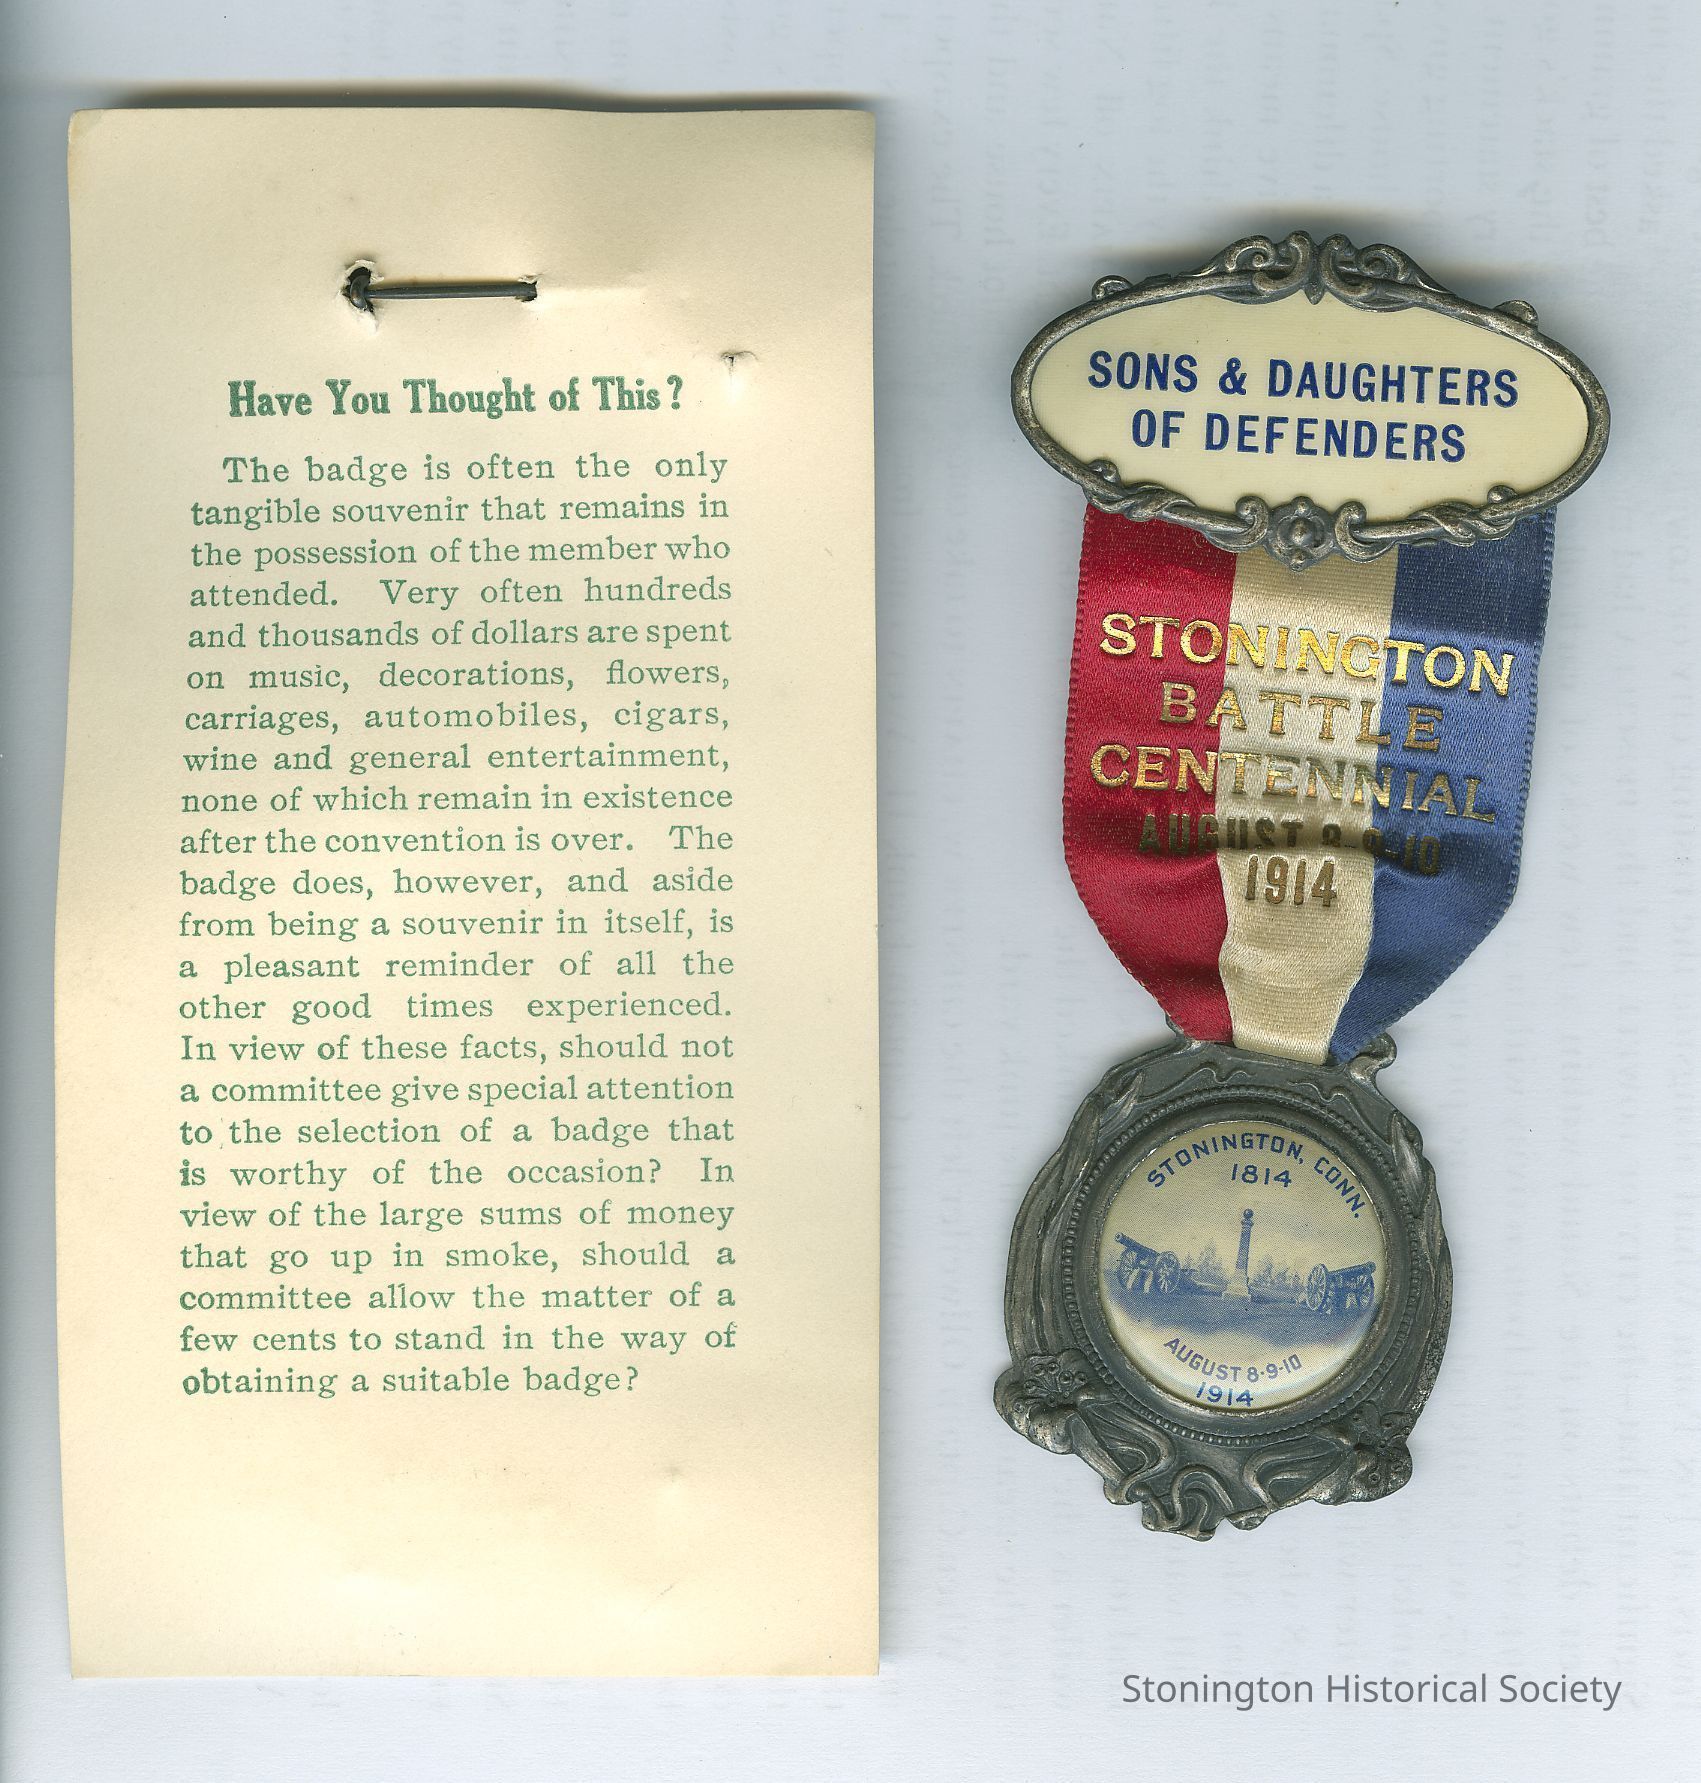 Have You Thought of This?
The badge is often the only
tangible souvenir that remains in
the possession of the member who
attended. Very often hundreds
and thousands of dollars are spent
on music, decorations, flowers,
carriages, automobiles, cigars,
wine and general entertainment,
none of which remain in existence
after the convention is over. The
badge does, however, and aside
from being a souvenir in itself, is
a pleasant reminder of all the
other good times experienced.
In view of these facts, should not
a committee give special attention
to the selection of a badge that
is worthy of the occasion? In
view of the large sums of money
that go up in smoke, should a
committee allow the matter of a
few cents to stand in the way of
obtaining a suitable badge?
SONS & DAUGHTERS
OF DEFENDERS
STONINGTON
BATTLE
CENTENNIAL
AUGUST 8-9-10
1914
STONINGTON, CONN.
1814
AUGUST 8-9-10
1914
Stonington Historical Society